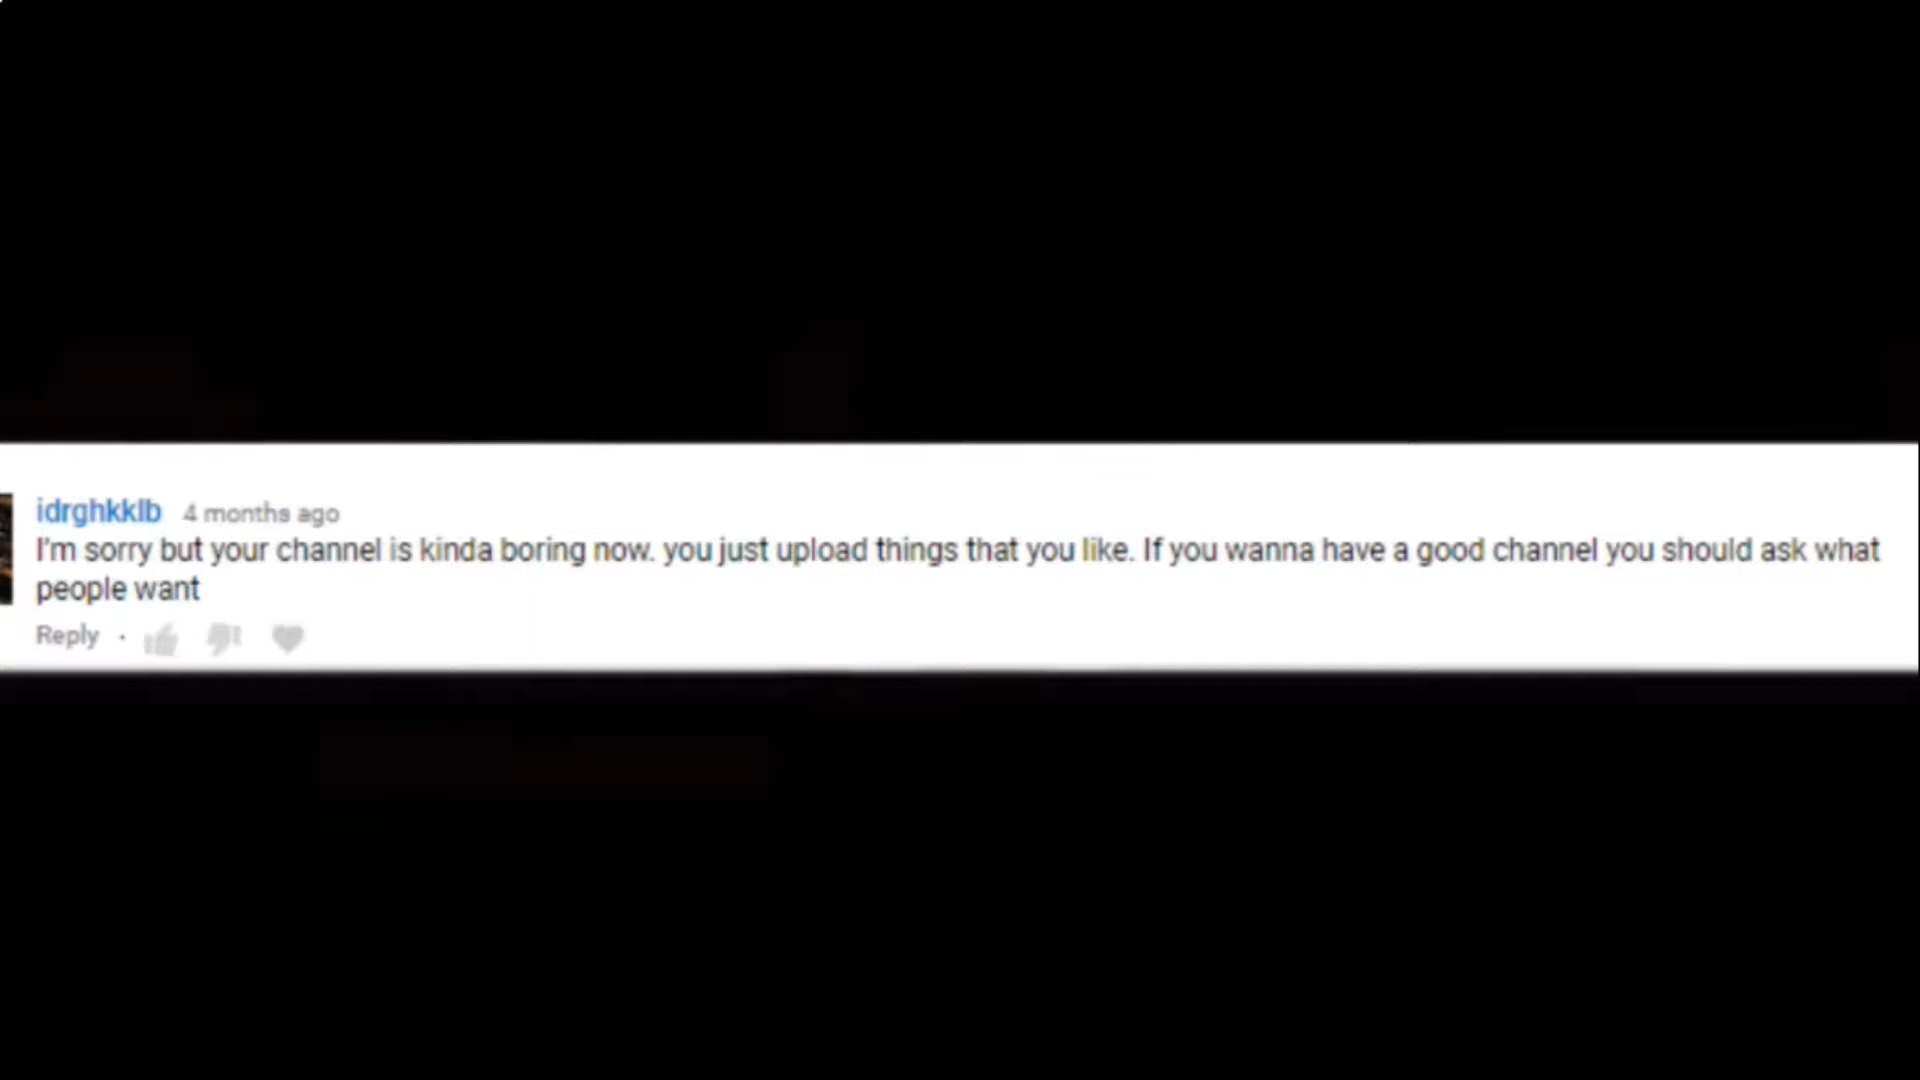 idrghkklb 4 months ago
I'm sorry but your channel is kinda boring now. you just upload things that you like. If you wanna have a good channel you should ask what
people want
Reply ·